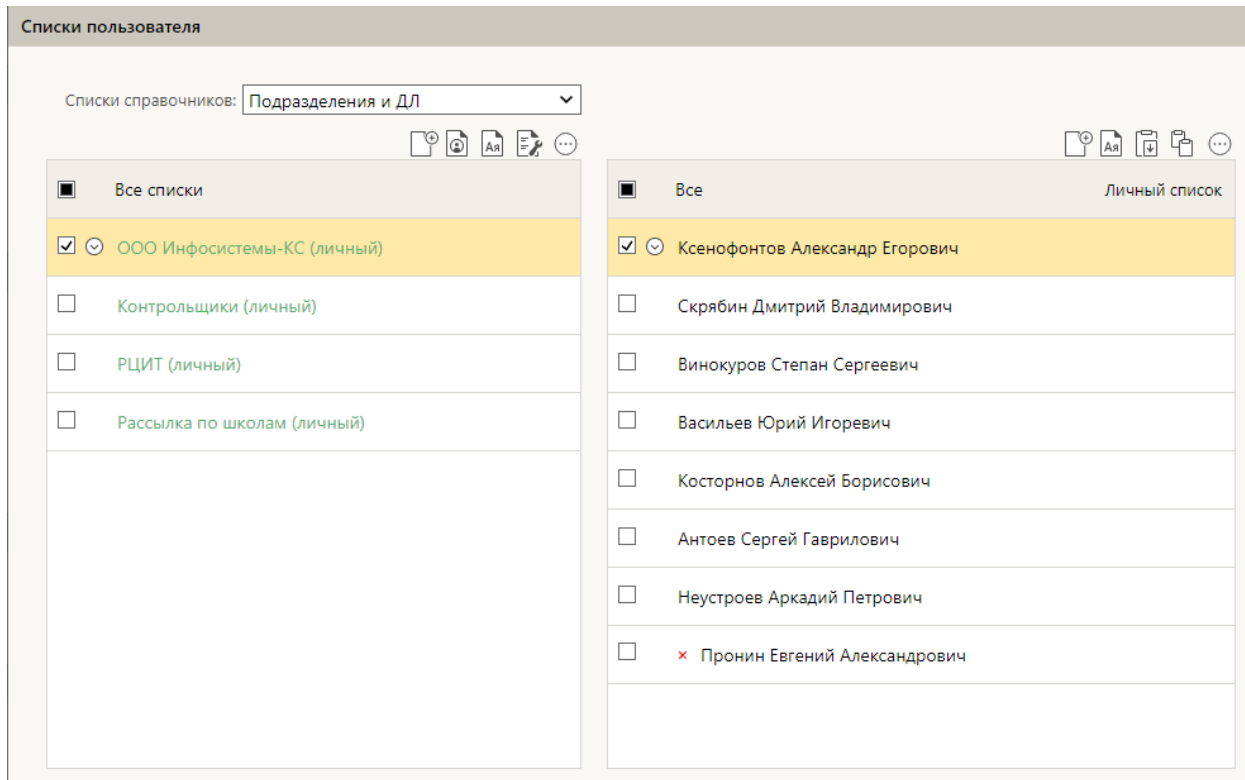 Списки пользователя
Списки справочников: Подразделения и ДЛ
Ая
Ая
Все списки
ООО Инфосистемы-КС (личный)
Контрольщики (личный)
РЦИТ (личный)
Рассылка по школам (личный)
Все Личный список
Ксенофонтов Александр Егорович
Скрябин Дмитрий Владимирович
Винокуров Степан Сергеевич
Васильев Юрий Игоревич
Косторнов Алексей Борисович
Антоев Сергей Гаврилович
Неустроев Аркадий Петрович
Пронин Евгений Александрович